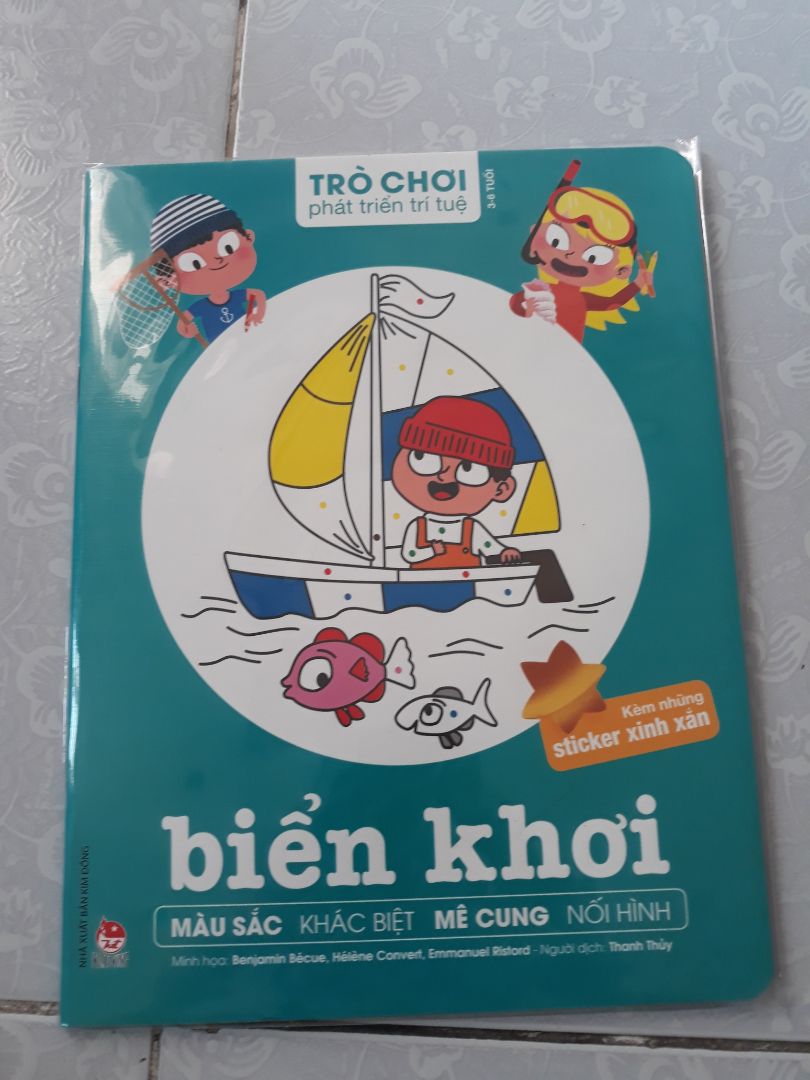 TRÒ CHƠI
phát triển trí tuệ
3-6 TUỔI
Kèm những
sticker xinh xắn
biển khơi
MÀU SẮC KHÁC BIỆT MÊ CUNG NỐI HÌNH
Minh họa: Benjamin Bécue, Hélène Convert, Emmanuel Ristord - Người dịch: Thanh Thủy
NHÀ XUẤT BẢN KIM ĐỒNG